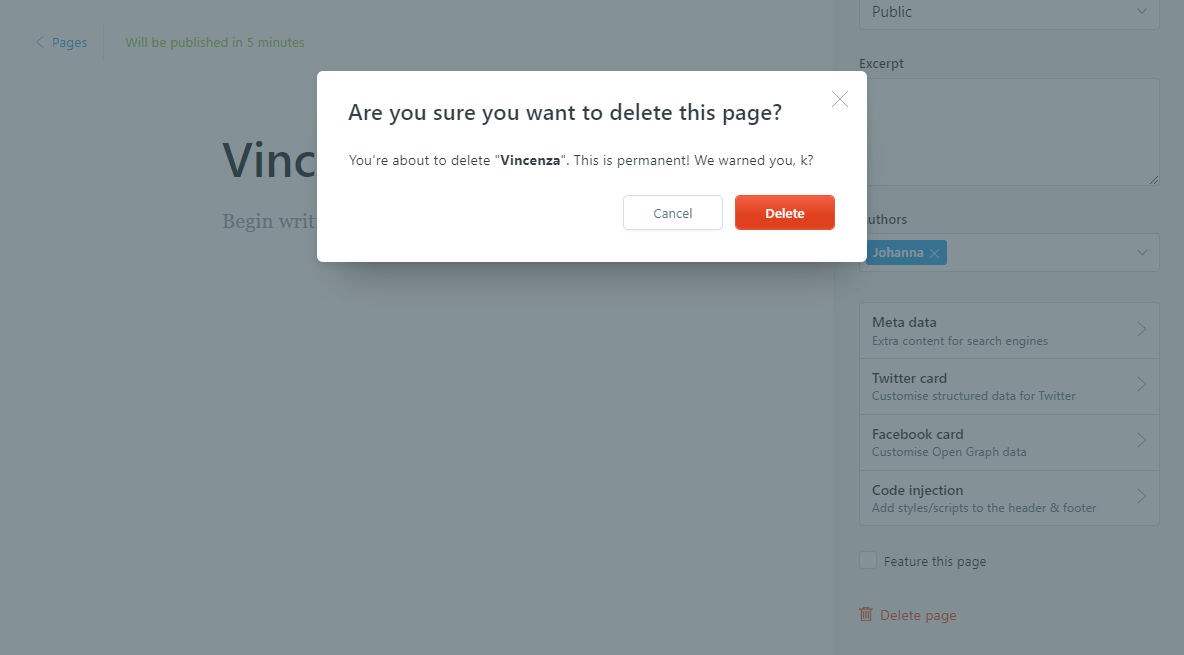 Pages
Will be published in 5 minutes
Vinc
Begin writ
Are you sure you want to delete this page?
You're about to delete "Vincenza". This is permanent! We warned you, k?
Cancel
Delete
Public
Excerpt
uthors
Johanna
Meta data
Extra content for search engines
Twitter card
Customise structured data for Twitter
Facebook card
Customise Open Graph data
Code injection
Add styles/scripts to the header & footer
Feature this page
Delete page